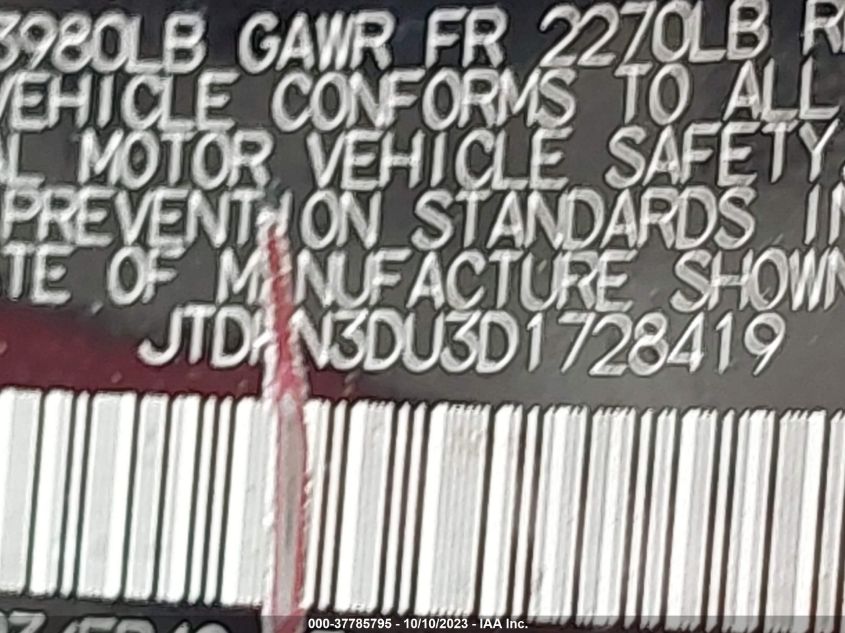 3980LB GAWR FR 2270LB
VEHICLE CONFORMS TO ALL
MOTOR VEHICLE SAFETY,
PREVENTION STANDARDS IN
TE OF MANUFACTURE SHOWN
JTDKN3DU3D1728419
000-37785795 - 10/10/2023 - IAA Inc.